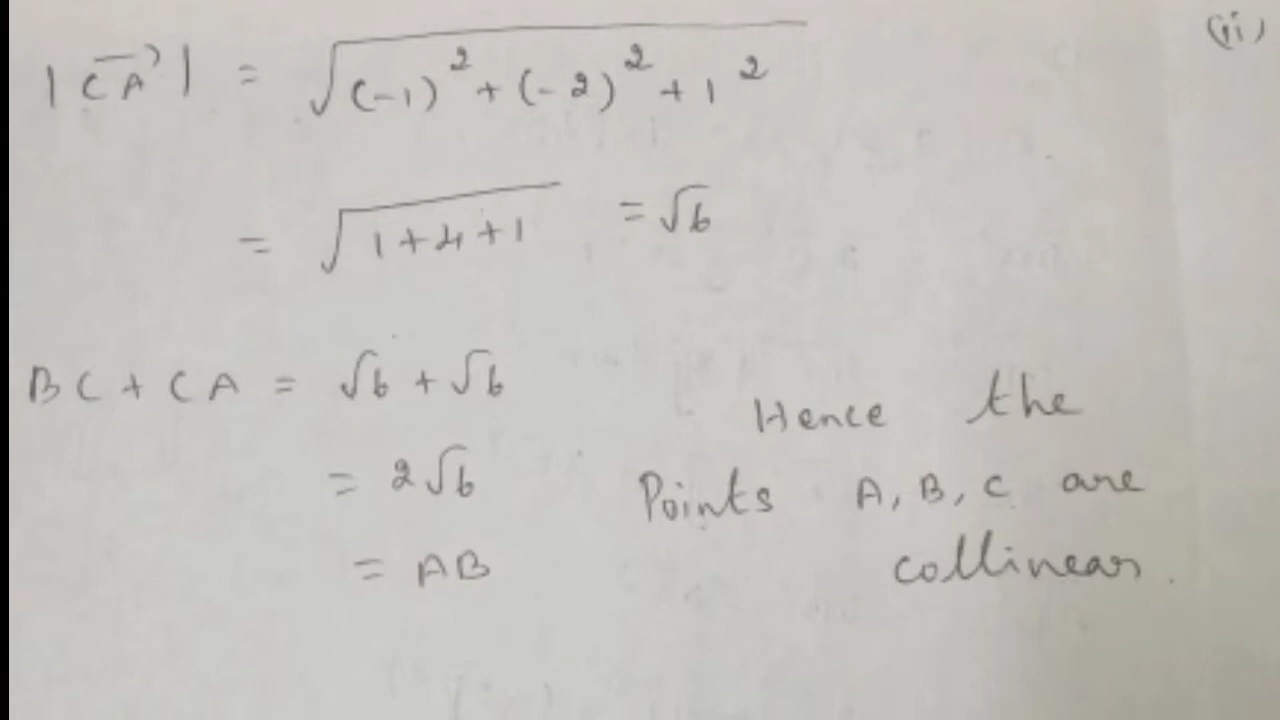 (ii)
|CA⃗| = √((-1)² + (-2)² + 1²)
= √(1+4+1) = √6
BC + CA = √6 + √6
= 2√6
= AB
Hence the
Points A, B, C are
collinear.